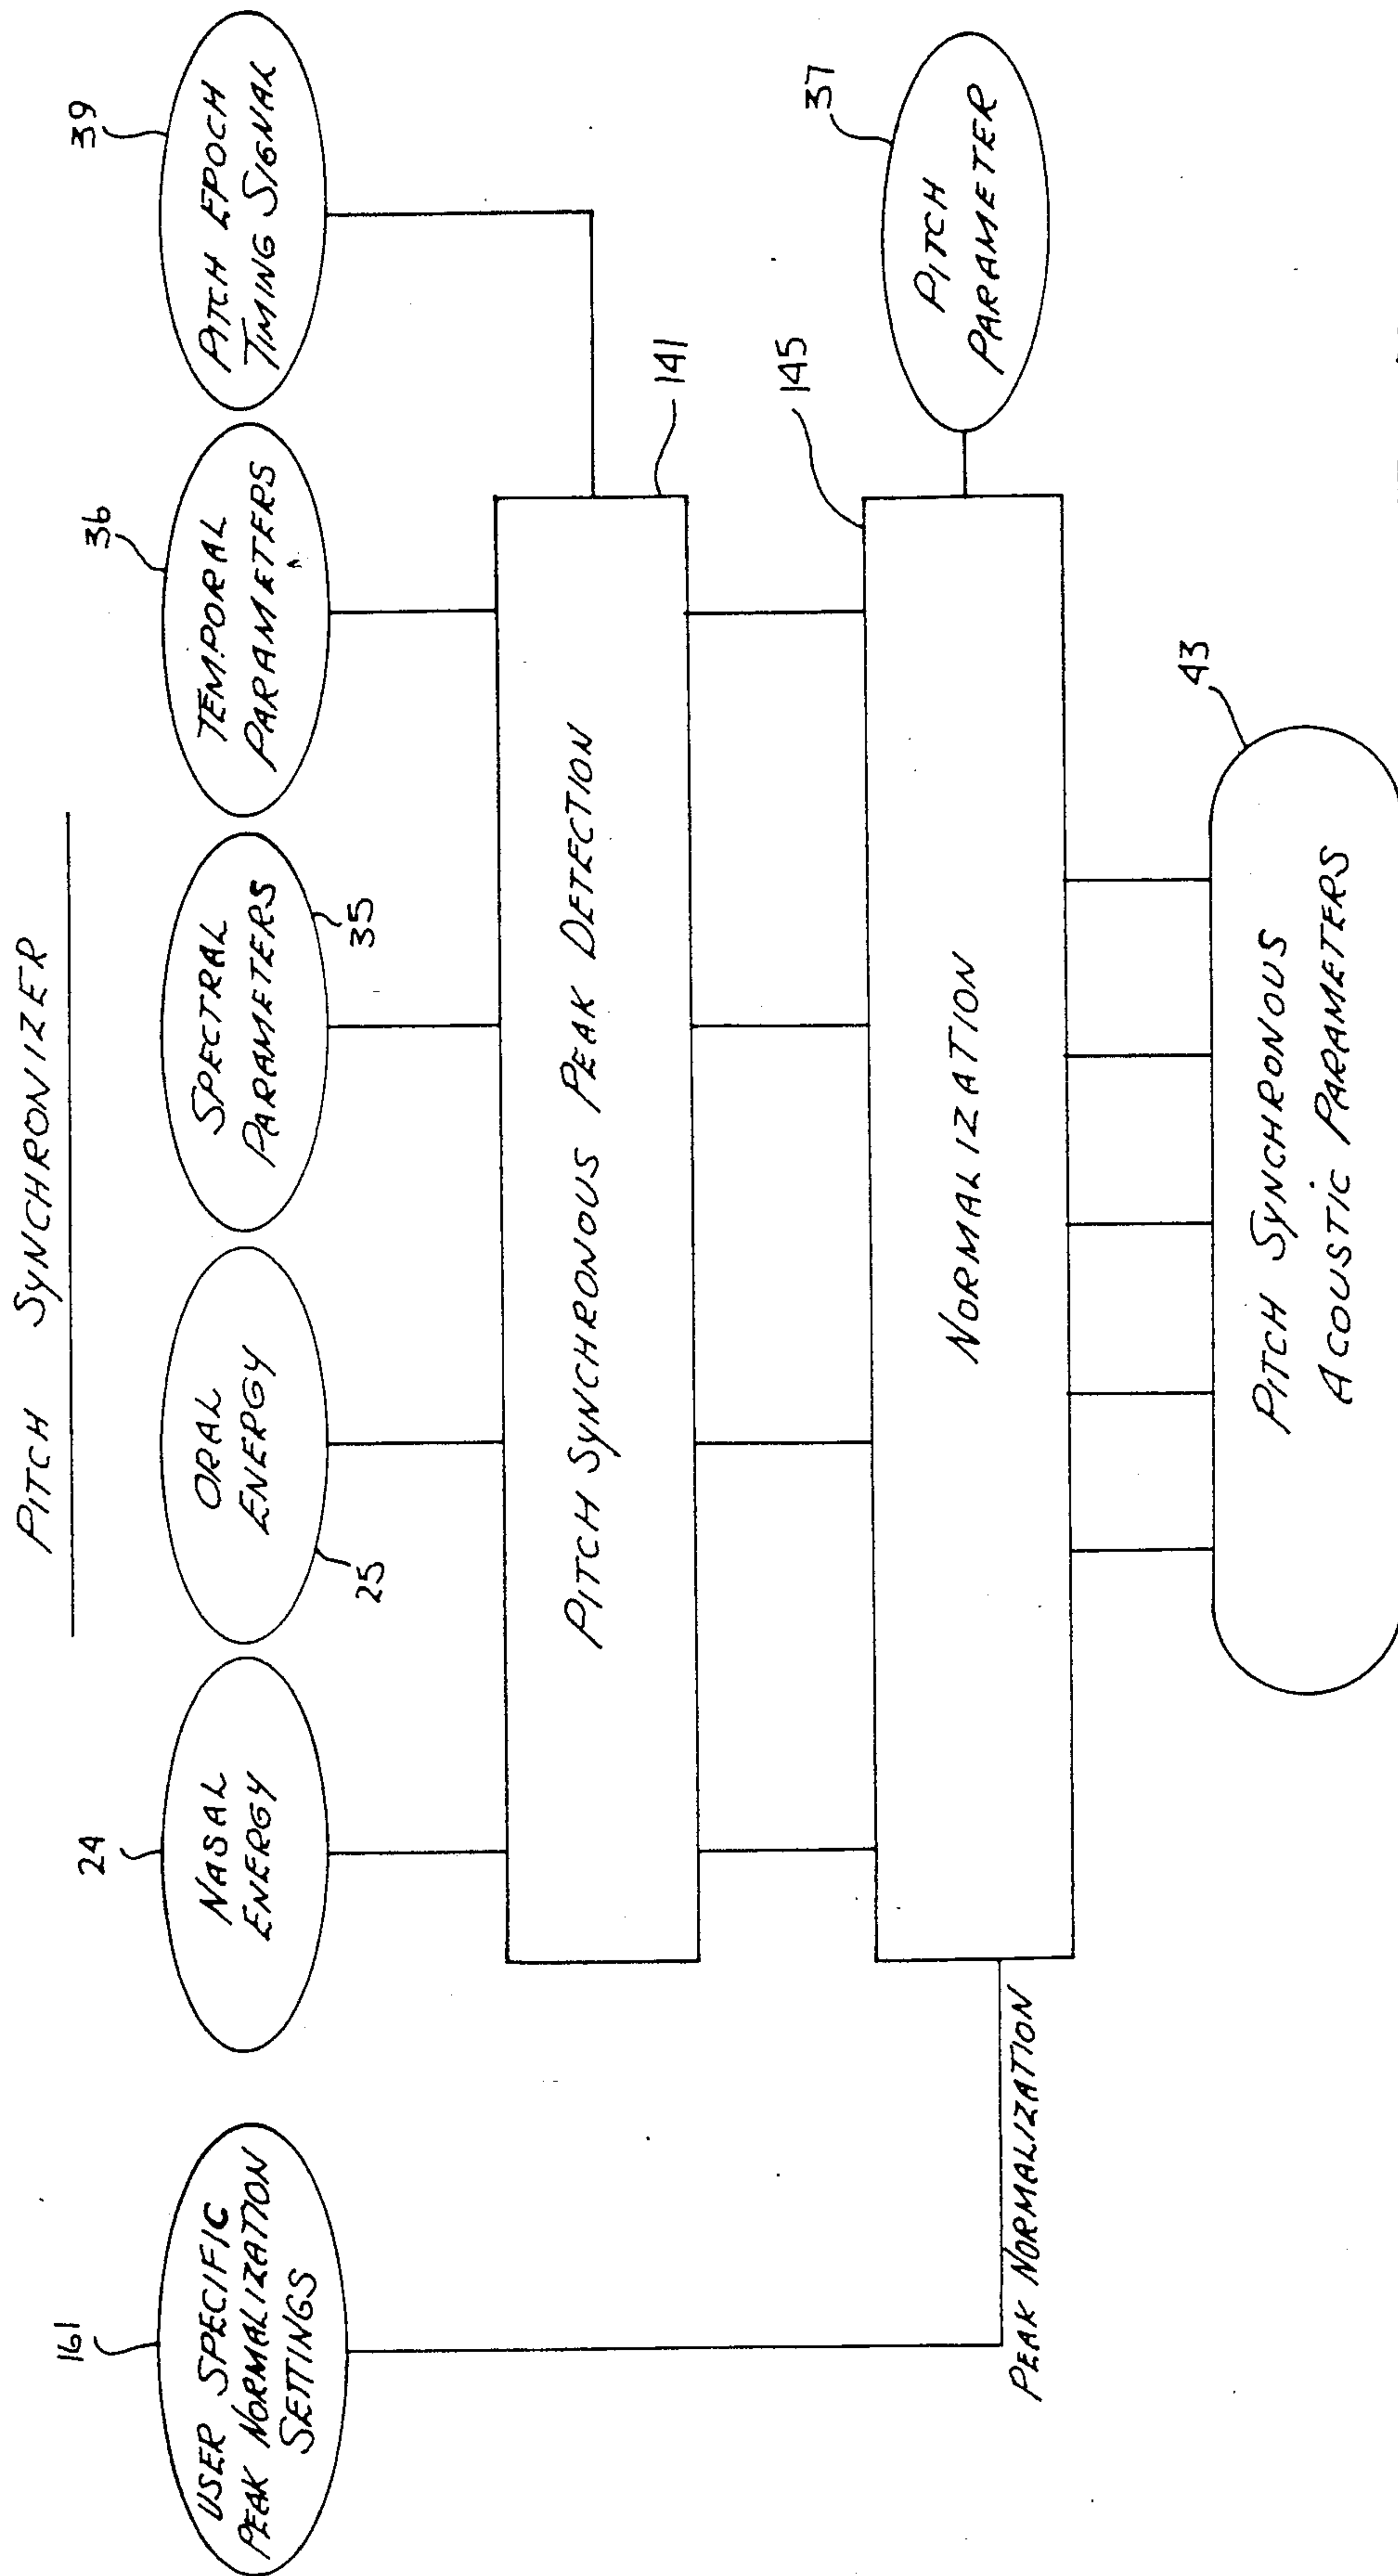 PITCH SYNCHRONIZER
161
USER SPECIFIC
PEAK NORMALIZATION
SETTINGS
24
NASAL
ENERGY
25
ORAL
ENERGY
35
SPECTRAL
PARAMETERS
36
TEMPORAL
PARAMETERS
39
PITCH EPOCH
TIMING SIGNAL
141
PITCH SYNCHRONOUS PEAK DETECTION
145
NORMALIZATION
PEAK NORMALIZATION
37
PITCH
PARAMETER
43
PITCH SYNCHRONOUS
ACOUSTIC PARAMETERS